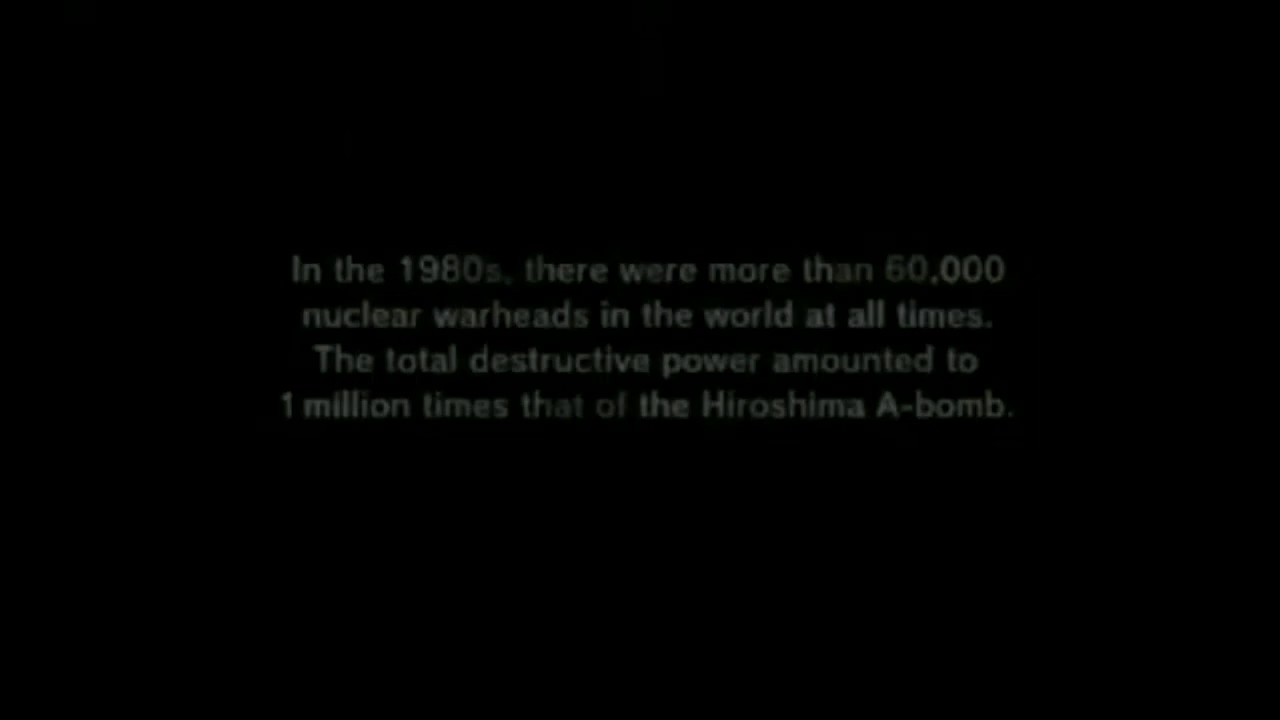 In the 1980s, there were more than 60,000
nuclear warheads in the world at all times.
The total destructive power amounted to
1 million times that of the Hiroshima A-bomb.